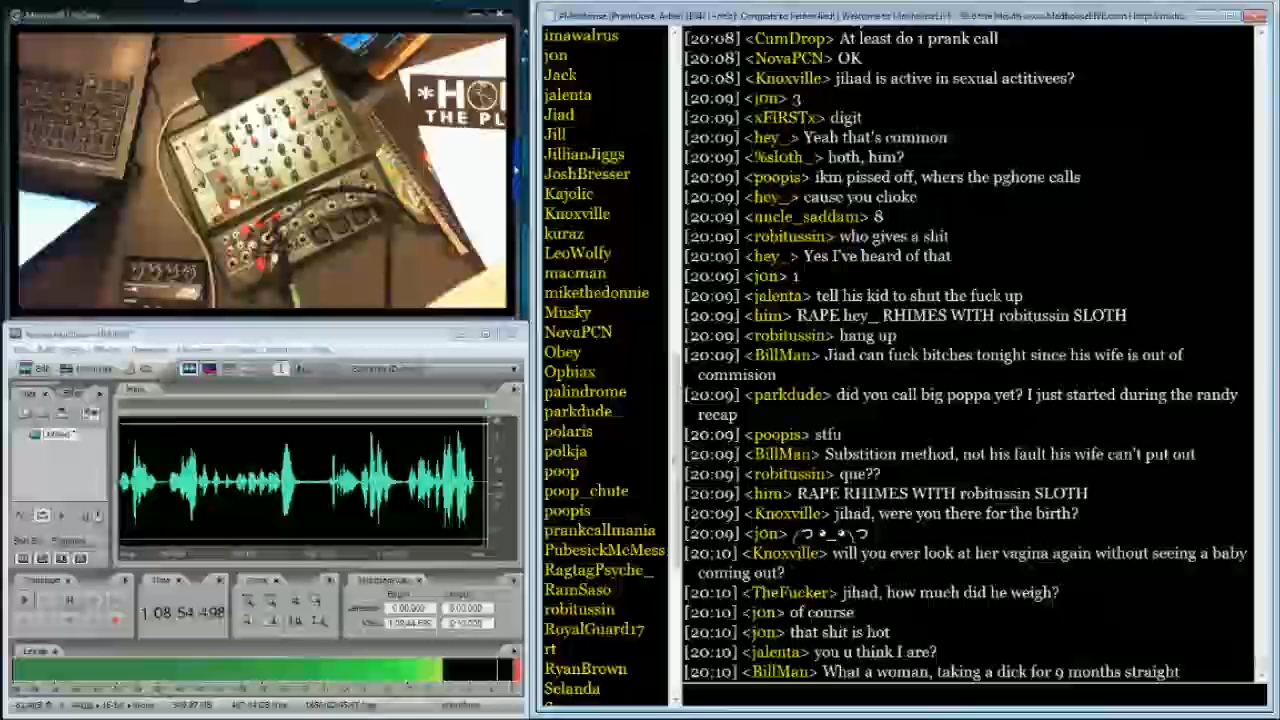 *HO
THE PL
1:08:54.498
imawalrus
jon
Jack
jalenta
Jiad
Jill
JillianJiggs
JoshBresser
Kajolic
Knoxville
kuraz
LeoWolfy
macman
mikethedonnie
Musky
NovaPCN
Obey
Ophiax
palindrome
parkdude_
polaris
polkja
poop
poop_chute
poopis
prankcallmania
PubesickMcMess
RagtagPsyche_
RamSaso
robitussin
RoyalGuard17
rt
RyanBrown
Selanda
[20:08] <CumDrop> At least do 1 prank call
[20:08] <NovaPCN> OK
[20:08] <Knoxville> jihad is active in sexual actitivees?
[20:09] <jon> 3
[20:09] <xFIRSTx> digit
[20:09] <hey_> Yeah that's common
[20:09] <%sloth_> hoth, him?
[20:09] <poopis> ikm pissed off, whers the pghone calls
[20:09] <hey_> cause you choke
[20:09] <uncle_saddam> 8
[20:09] <robitussin> who gives a shit
[20:09] <hey_> Yes I've heard of that
[20:09] <jon> 1
[20:09] <jalenta> tell his kid to shut the fuck up
[20:09] <him> RAPE hey_ RHIMES WITH robitussin SLOTH
[20:09] <robitussin> hang up
[20:09] <BillMan> Jiad can fuck bitches tonight since his wife is out of
commision
[20:09] <parkdude> did you call big poppa yet? I just started during the randy
recap
[20:09] <poopis> stfu
[20:09] <BillMan> Substition method, not his fault his wife can't put out
[20:09] <robitussin> que??
[20:09] <him> RAPE RHIMES WITH robitussin SLOTH
[20:09] <Knoxville> jihad, were you there for the birth?
[20:09] <jon>
[20:10] <Knoxville> will you ever look at her vagina again without seeing a baby
coming out?
[20:10] <TheFucker> jihad, how much did he weigh?
[20:10] <jon> of course
[20:10] <jon> that shit is hot
[20:10] <jalenta> you u think I are?
[20:10] <BillMan> What a woman, taking a dick for 9 months straight